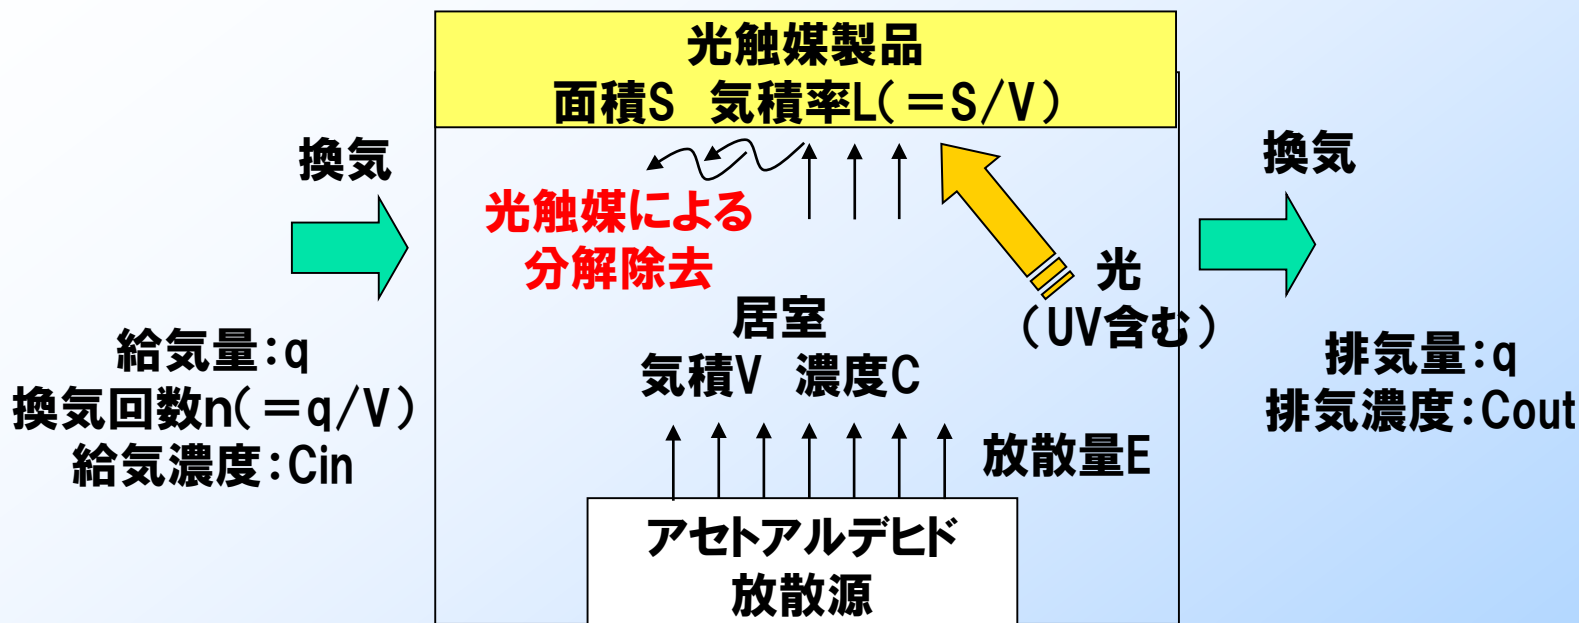 光触媒製品
面積S 気積率L(=S/V)
換気
換気
光触媒による
分解除去
光
(UV含む)
居室
気積V 濃度C
給気量:q
換気回数n(=q/V)
給気濃度:Cin
排気量:q
排気濃度:Cout
放散量E
アセトアルデヒド
放散源